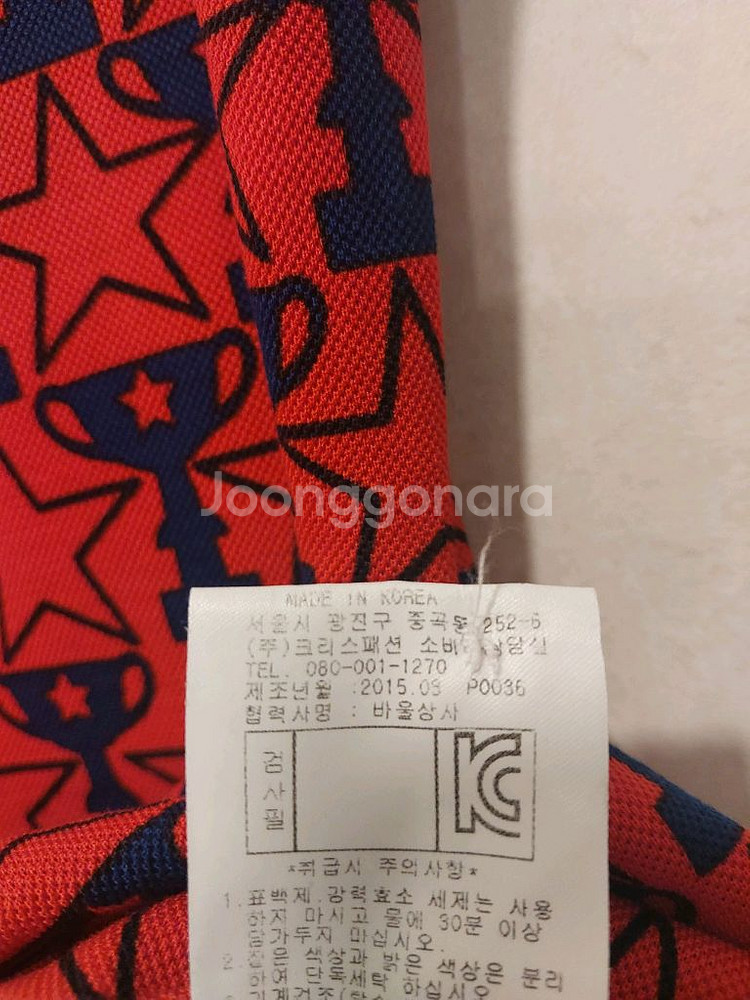 Joonggonara
MADE IN KOREA
서울시 광진구 중곡동 252-6
(주)크리스패션 소비자상담실
TEL. 080-001-1270
제조년월 :2015.03 P0036
협력사명 : 바울상사
검사필
KC
*취급시 주의사항*
1. 표백제.강력효소 세제는 사용
하지 마시고 물에 30분 이상
담가두지 마십시오.
2. 짙은 색상과 밝은 색상은 분리
하여 단독세탁 하십시오